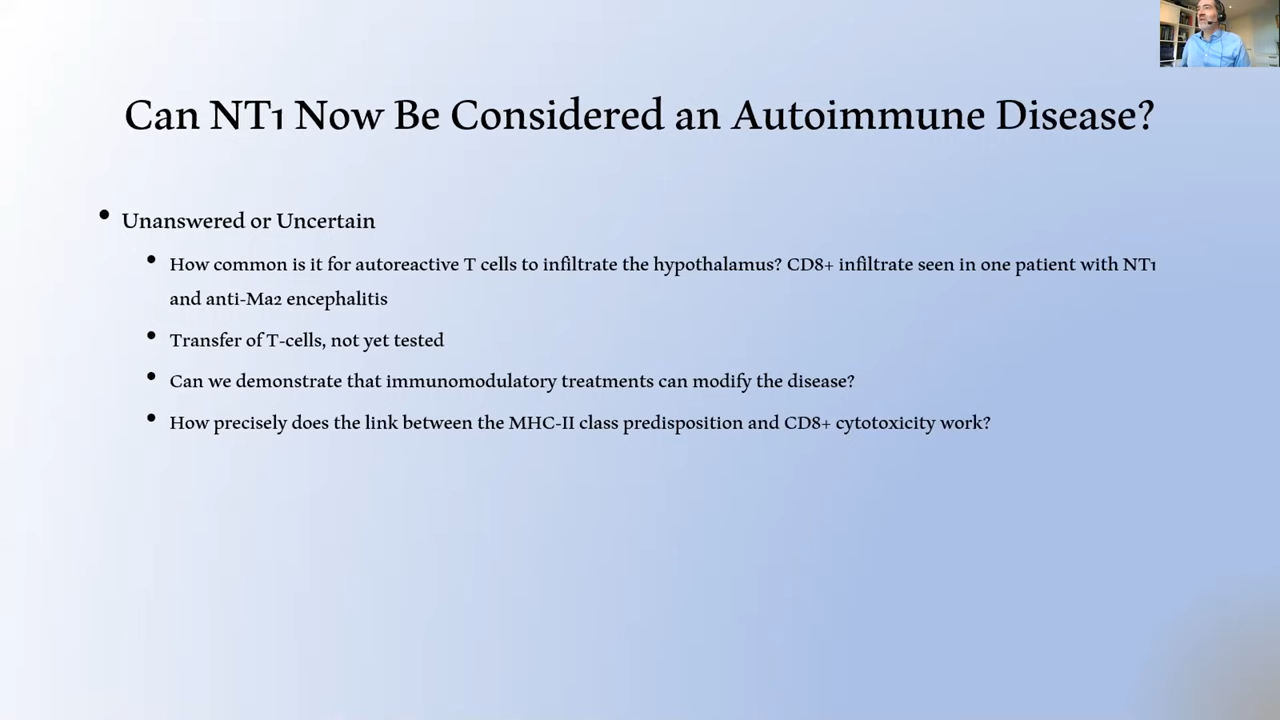 Can NT1 Now Be Considered an Autoimmune Disease?
• Unanswered or Uncertain
• How common is it for autoreactive T cells to infiltrate the hypothalamus? CD8+ infiltrate seen in one patient with NT1
and anti-Ma2 encephalitis
• Transfer of T-cells, not yet tested
• Can we demonstrate that immunomodulatory treatments can modify the disease?
• How precisely does the link between the MHC-II class predisposition and CD8+ cytotoxicity work?